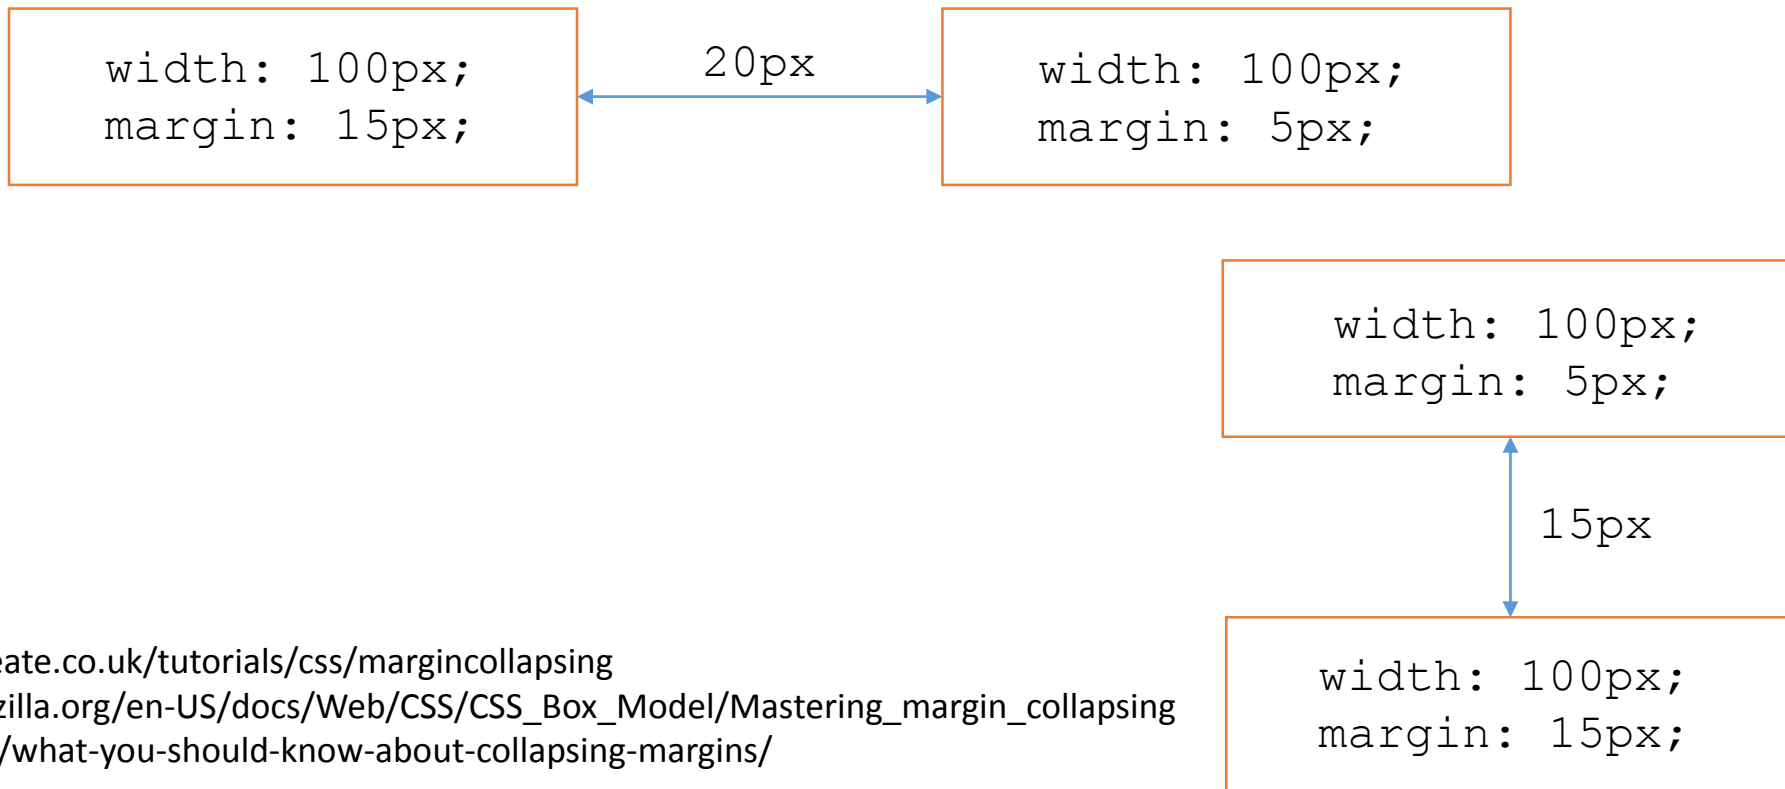 width: 100px;
margin: 15px;
20px
width: 100px;
margin: 5px;
width: 100px;
margin: 5px;
15px
width: 100px;
margin: 15px;
eate.co.uk/tutorials/css/margincollapsing
zilla.org/en-US/docs/Web/CSS/CSS_Box_Model/Mastering_margin_collapsing
/what-you-should-know-about-collapsing-margins/